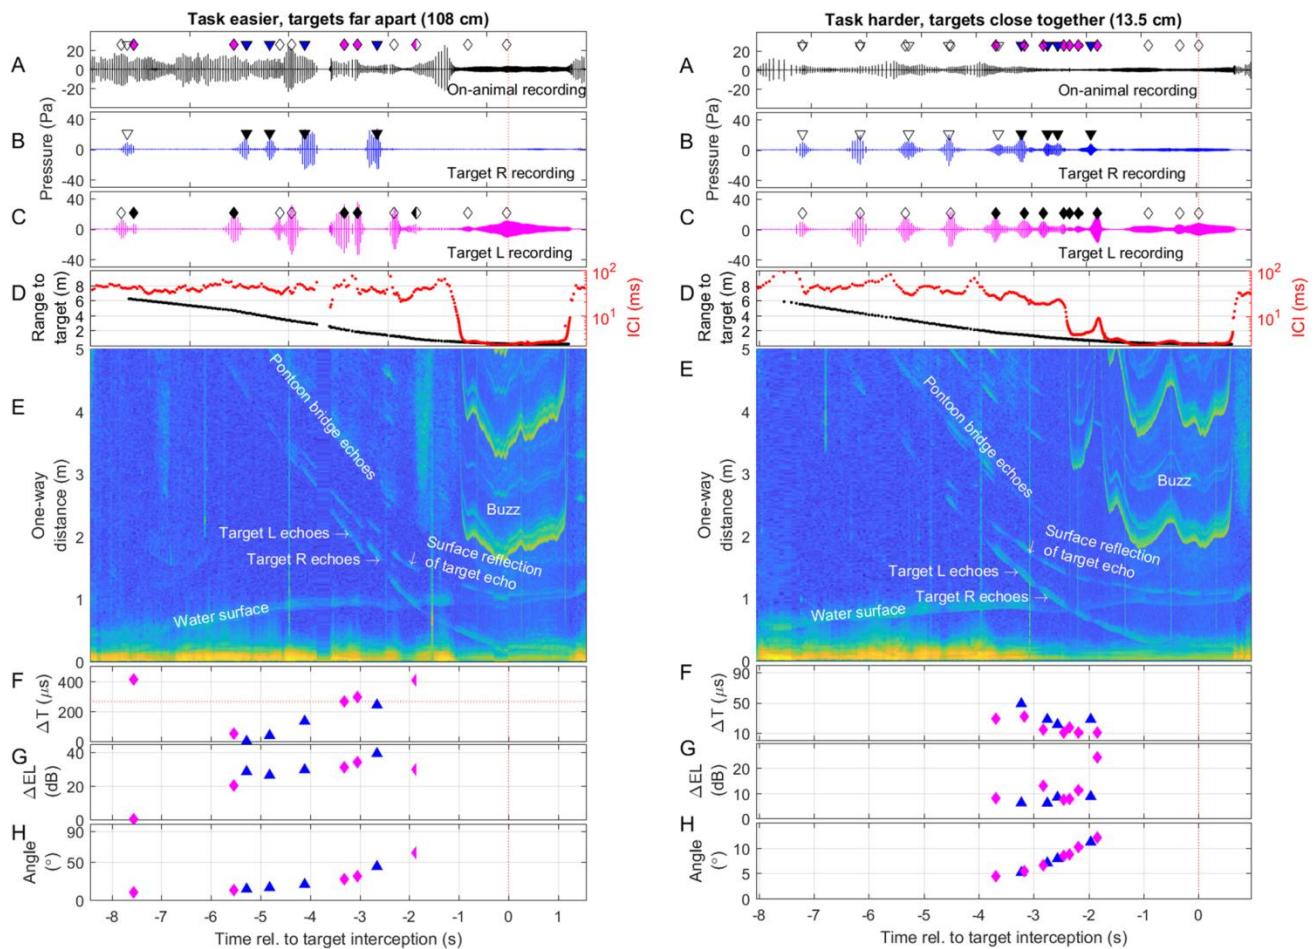 Task easier, targets far apart (108 cm)
A
20
0
-20
On-animal recording
B
Pressure (Pa)
40
0
-40
Target R recording
C
40
0
-40
Target L recording
D
Range to
target (m)
8
6
4
2
10²
10¹
ICI (ms)
E
One-way
distance (m)
5
4
3
2
1
0
Pontoon bridge echoes
Buzz
Target L echoes →
Target R echoes →
Surface reflection
of target echo
Water surface
F
ΔT (μs)
400
200
0
G
ΔEL
(dB)
40
20
0
H
Angle
(°)
90
50
0
-8 -7 -6 -5 -4 -3 -2 -1 0 1
Time rel. to target interception (s)
Task harder, targets close together (13.5 cm)
A
20
0
-20
On-animal recording
B
Pressure (Pa)
40
0
-40
Target R recording
C
40
0
-40
Target L recording
D
Range to
target (m)
8
6
4
2
10²
10¹
ICI (ms)
E
One-way
distance (m)
5
4
3
2
1
0
Pontoon bridge echoes
Buzz
Surface reflection
of target echo
Target L echoes →
Target R echoes →
Water surface
F
ΔT (μs)
90
50
10
G
ΔEL
(dB)
20
10
0
H
Angle
(°)
10
5
0
-8 -7 -6 -5 -4 -3 -2 -1 0 1
Time rel. to target interception (s)